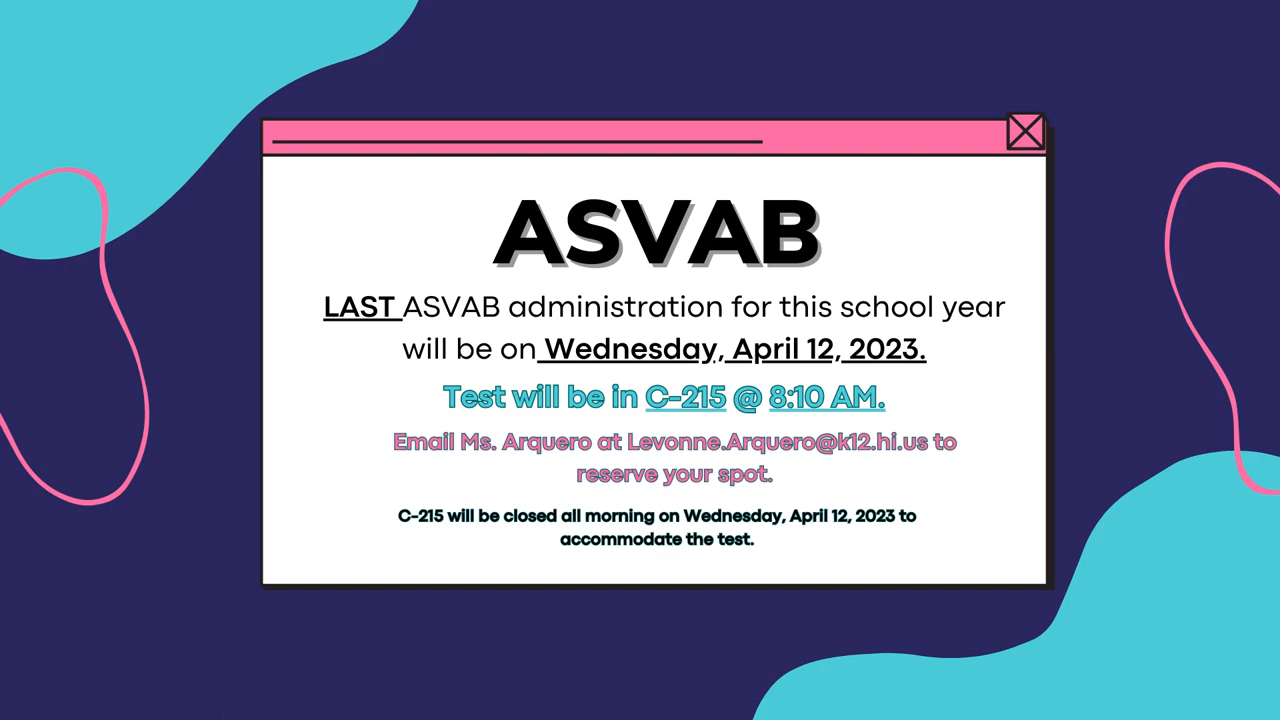 ASVAB
LAST ASVAB administration for this school year
will be on Wednesday, April 12, 2023.
Test will be in C-215 @ 8:10 AM.
Email Ms. Arquero at Levonne.Arquero@k12.hi.us to
reserve your spot.
C-215 will be closed all morning on Wednesday, April 12, 2023 to
accommodate the test.